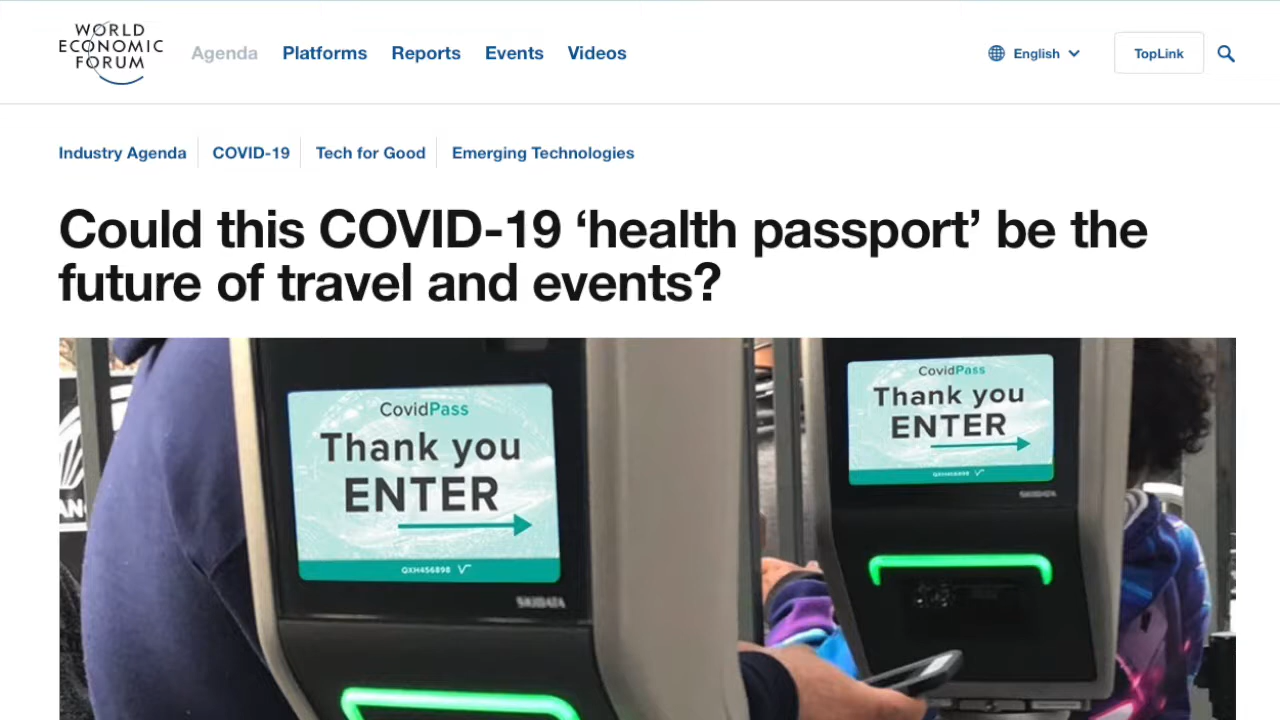 WORLD
ECONOMIC
FORUM
Agenda
Platforms
Reports
Events
Videos
English
TopLink
Industry Agenda
COVID-19
Tech for Good
Emerging Technologies
Could this COVID-19 ‘health passport’ be the
future of travel and events?
CovidPass
Thank you
ENTER
QXH456898
SKIDATA
CovidPass
Thank you
ENTER
QXH456898
SKIDATA